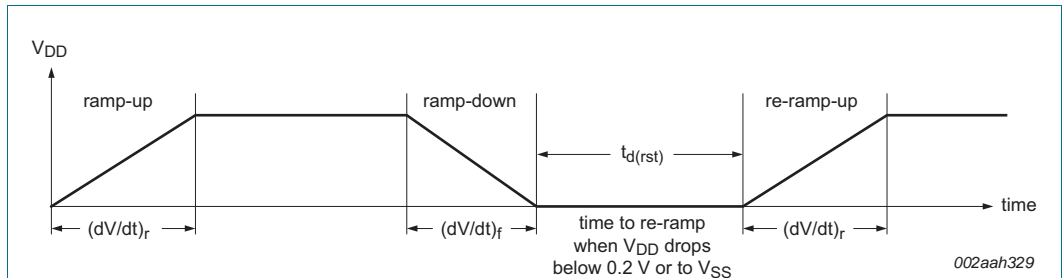 V_DD
ramp-up
ramp-down
re-ramp-up
t_d(rst)
time
(dV/dt)_r
(dV/dt)_f
time to re-ramp
when V_DD drops
below 0.2 V or to V_SS
(dV/dt)_r
002aah329